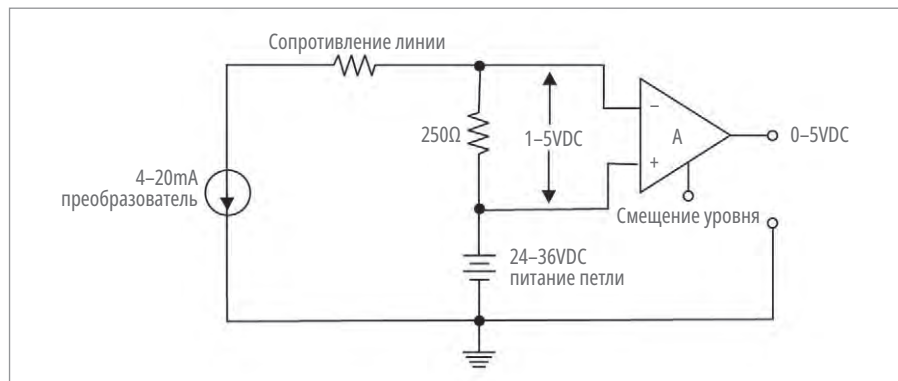 Сопротивление линии
250Ω
1–5VDC
−
A
+
0–5VDC
4–20mA
преобразователь
Смещение уровня
24–36VDC
питание петли